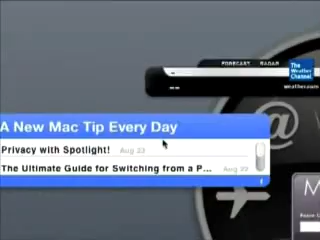 FORECAST RADAR
The
Weather
Channel
weather.com
--
--
A New Mac Tip Every Day
Privacy with Spotlight! Aug 23
The Ultimate Guide for Switching from a P... Aug 22
@
M